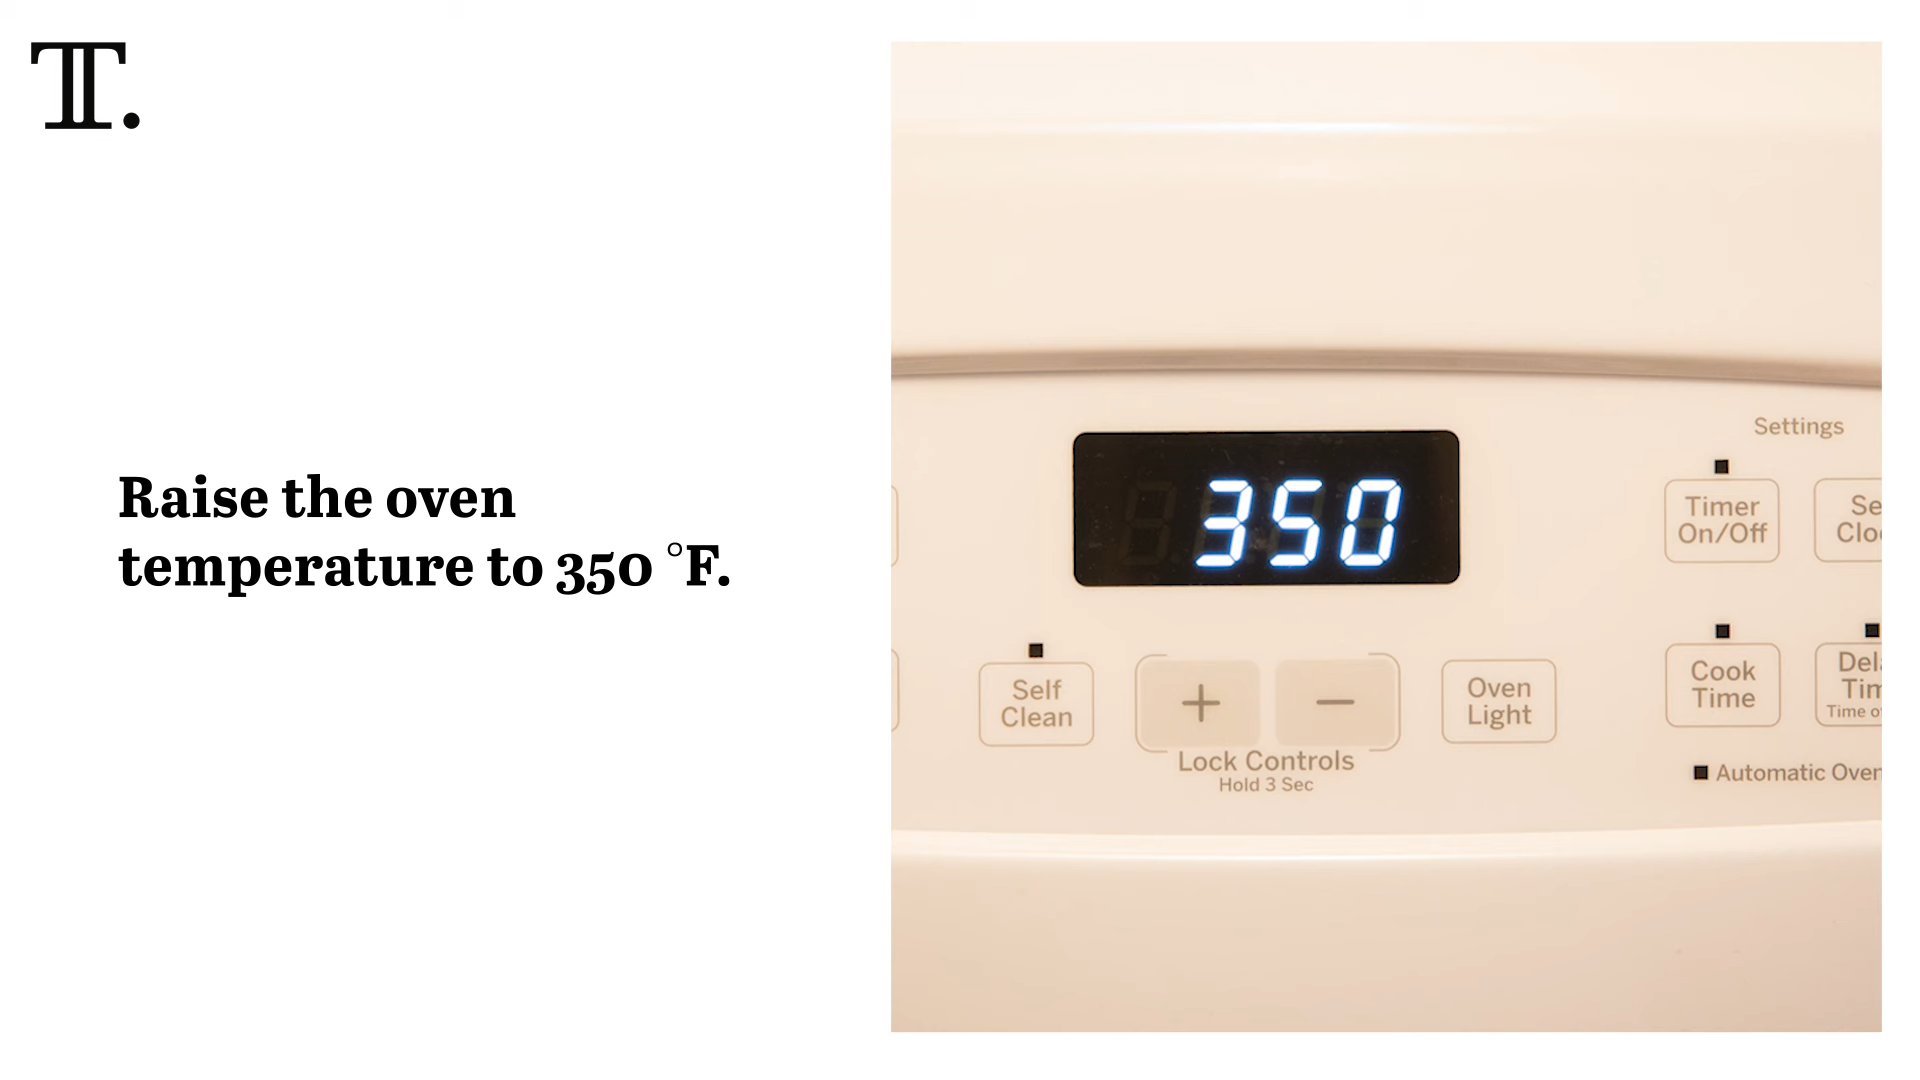 T.
Raise the oven
temperature to 350 °F.
350
Settings
Timer
On/Off
Self
Clean
+
−
Lock Controls
Hold 3 Sec
Oven
Light
Cook
Time
Automatic Oven